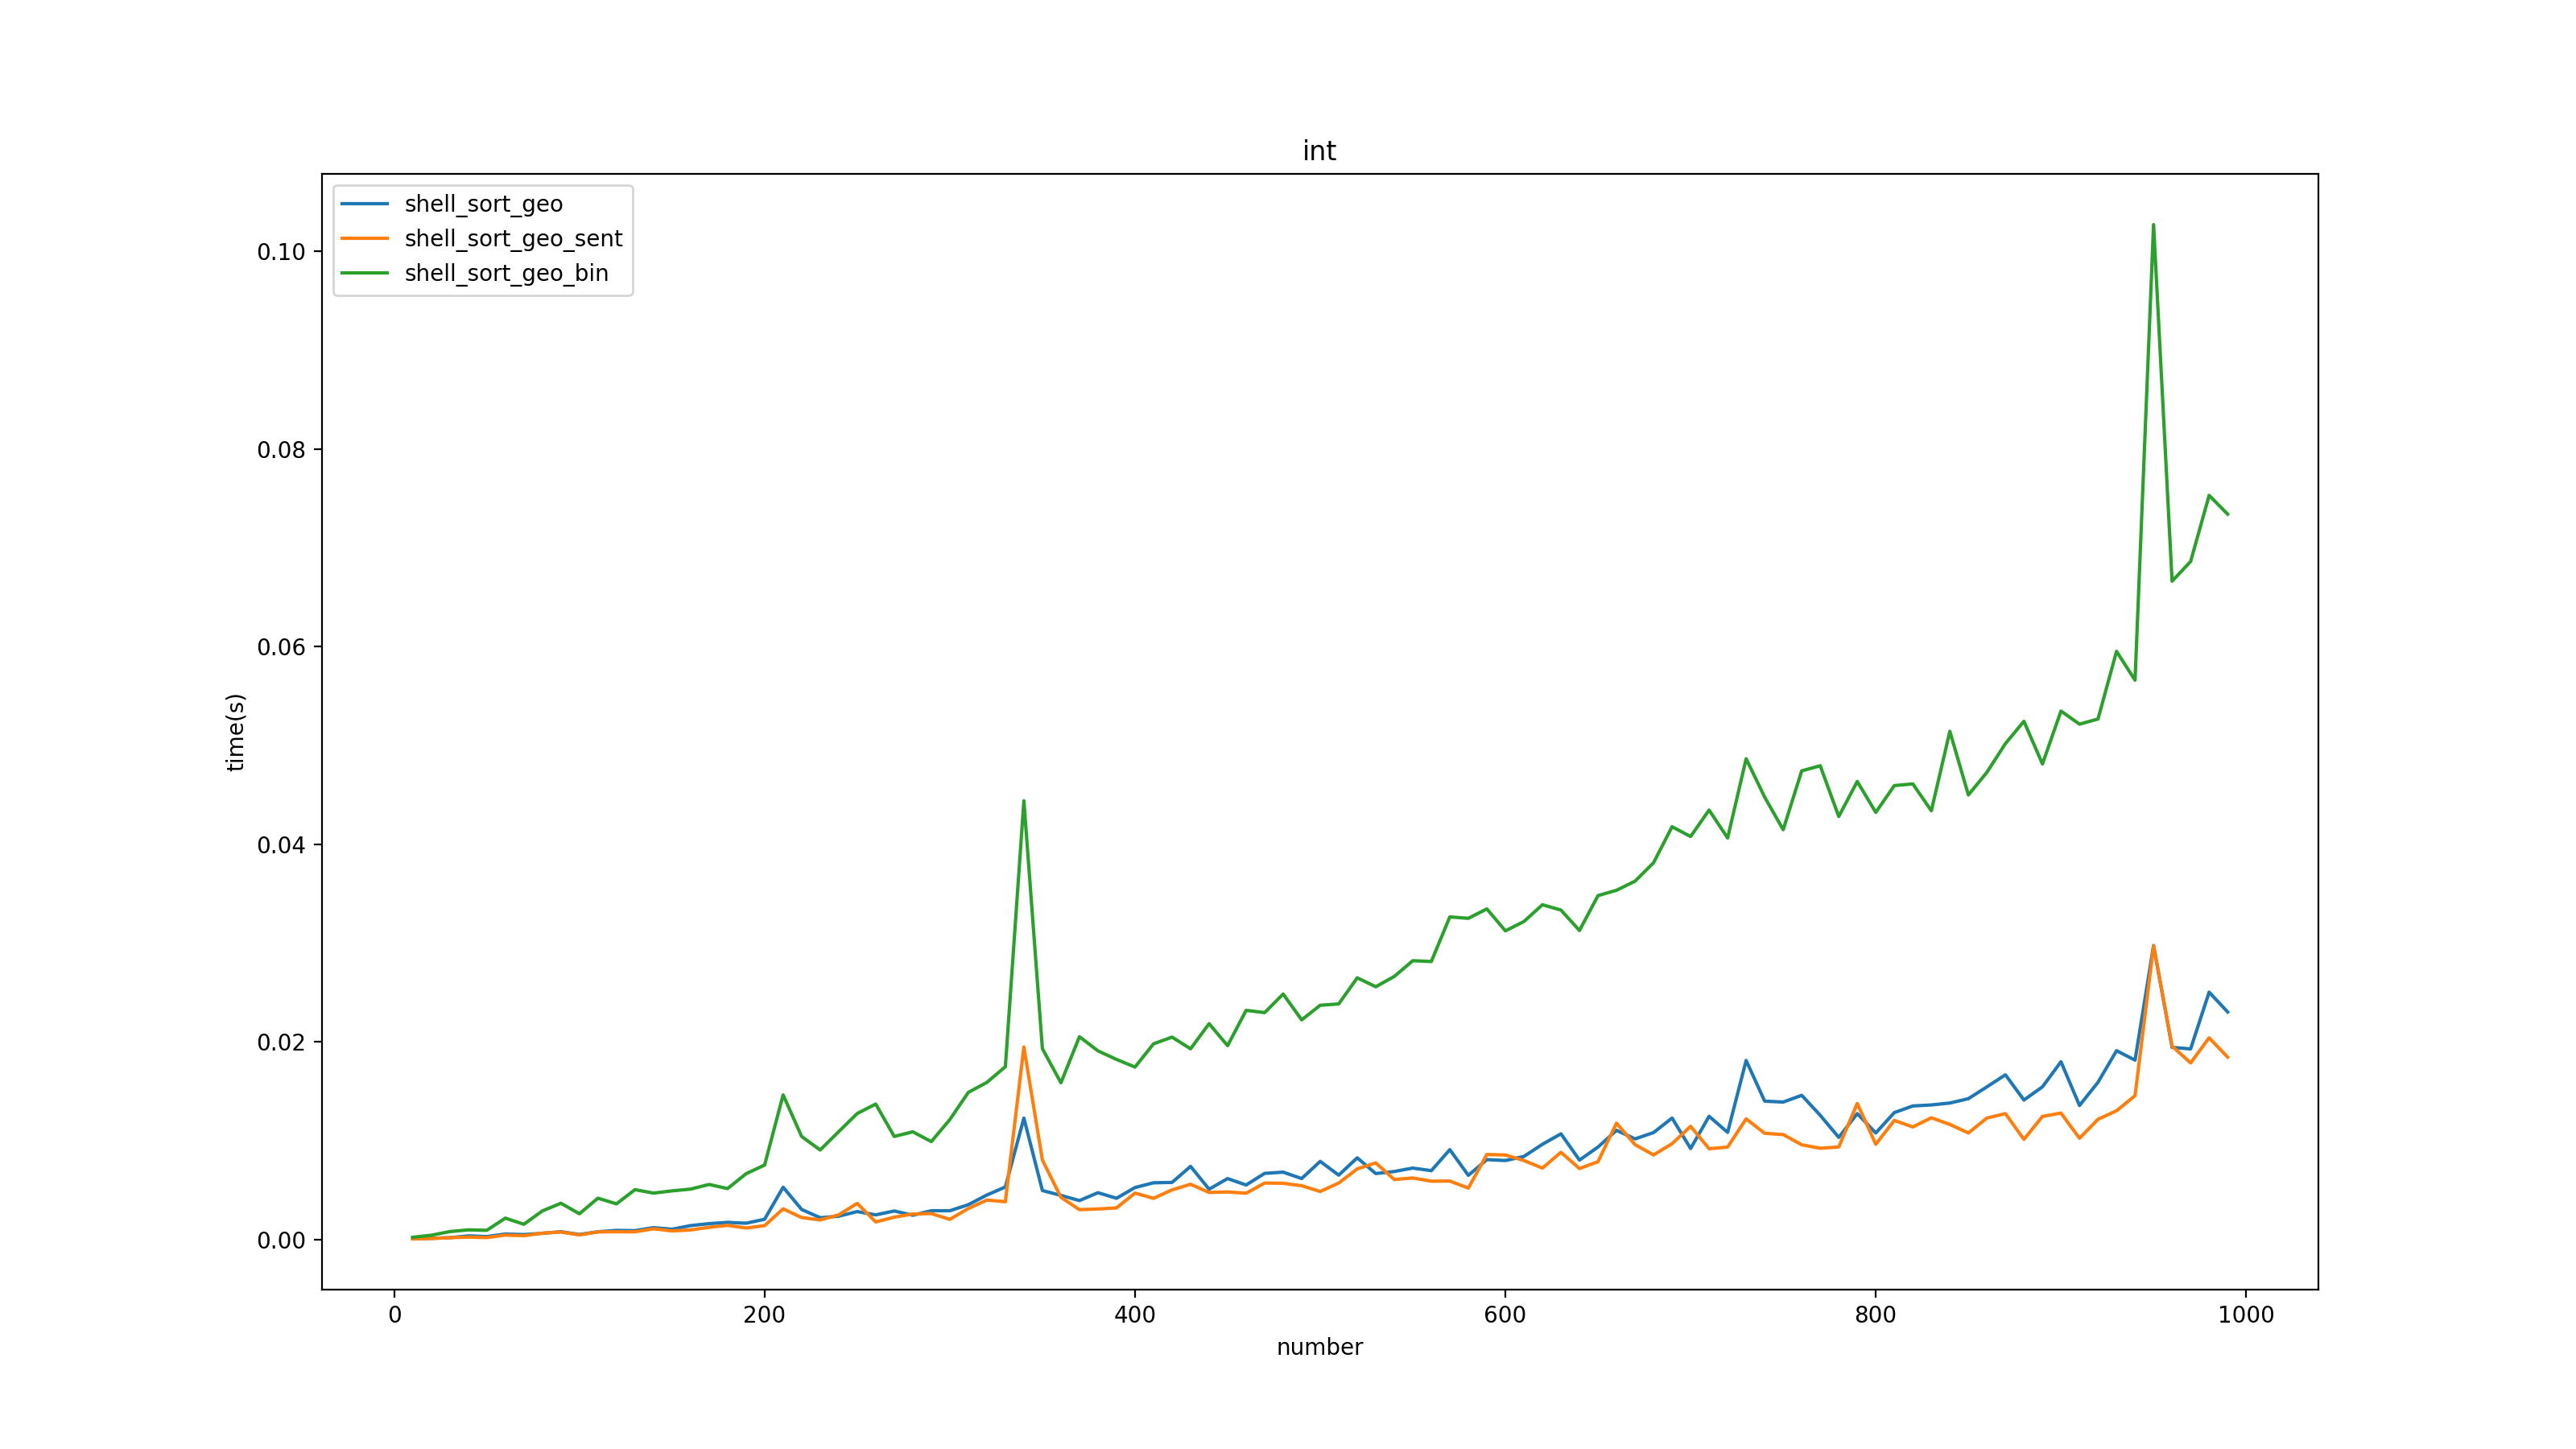 int
shell_sort_geo
shell_sort_geo_sent
shell_sort_geo_bin
0.10
0.08
0.06
0.04
0.02
0.00
time(s)
0 200 400 600 800 1000
number